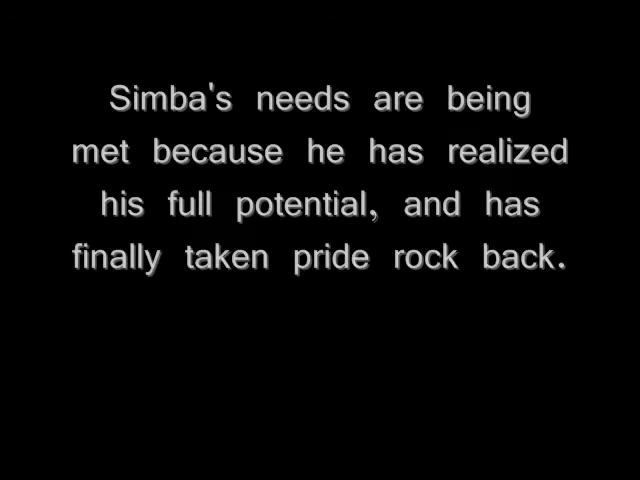 Simba's needs are being
met because he has realized
his full potential, and has
finally taken pride rock back.